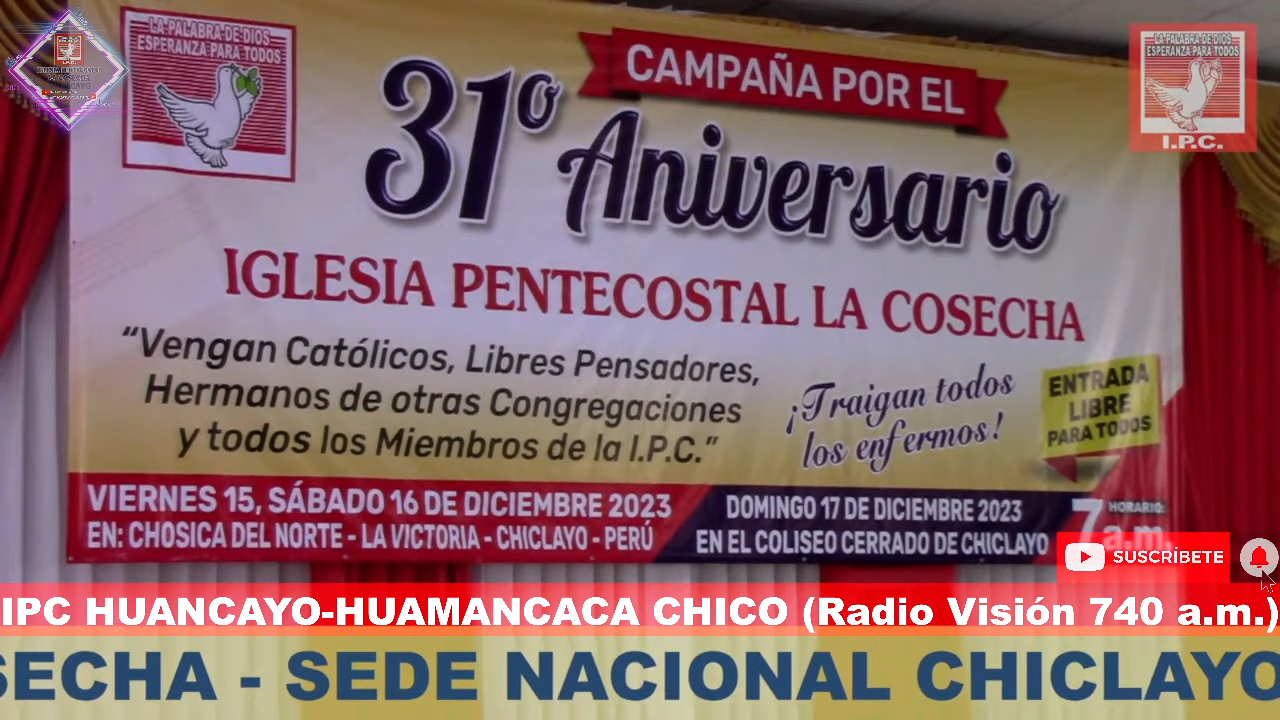 LA PALABRA DE DIOS
ESPERANZA PARA TODOS
LA PALABRA DE DIOS
ESPERANZA PARA TODOS
I.P.C.
CAMPAÑA POR EL
31º Aniversario
IGLESIA PENTECOSTAL LA COSECHA
“Vengan Católicos, Libres Pensadores,
Hermanos de otras Congregaciones
y todos los Miembros de la I.P.C.”
¡Traigan todos
los enfermos!
ENTRADA
LIBRE
PARA TODOS
VIERNES 15, SÁBADO 16 DE DICIEMBRE 2023
EN: CHOSICA DEL NORTE - LA VICTORIA - CHICLAYO - PERÚ
DOMINGO 17 DE DICIEMBRE 2023
EN EL COLISEO CERRADO DE CHICLAYO
HORARIO:
7 a.m.
SUSCRÍBETE
IPC HUANCAYO-HUAMANCACA CHICO (Radio Visión 740 a.m.)
SECHA - SEDE NACIONAL CHICLAYO